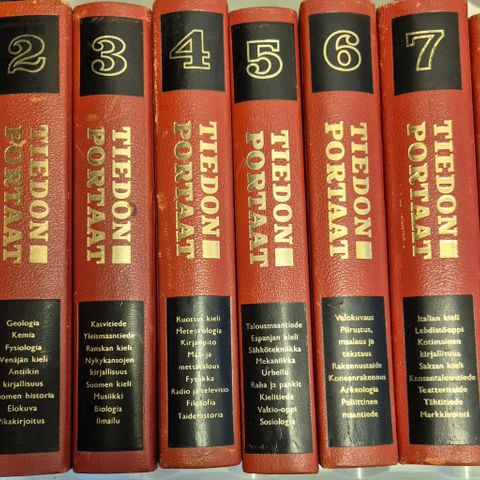 2
TIEDON
PORTAAT
Geologia
Kemia
Fysiologia
Venäjän kieli
Antiikin
kirjallisuus
omen historia
Elokuva
Pikakirjoitus
3
TIEDON
PORTAAT
Kasvitiede
Yleismaantiede
Ranskan kieli
Nykykansojen
kirjallisuus
Suomen kieli
Musiikki
Biologia
Ilmailu
4
TIEDON
PORTAAT
Ruotsin kieli
Meteorologia
Kirjanpito
Maa- ja
metsätalous
Fysiikka
Radio ja televisio
Filosofia
Taidehistoria
5
TIEDON
PORTAAT
Talousmaantiede
Espanjan kieli
Sähkötekniikka
Mekaniikka
Urheilu
Raha ja pankit
Kielitiede
Valtio-oppi
Sosiologia
6
TIEDON
PORTAAT
Valokuvaus
Piirustus,
maalaus ja
tekstaus
Rakennustaide
Koneenrakennus
Arkeologia
Poliittinen
maantiede
7
TIEDON
PORTAAT
Italian kieli
Lehdistöoppi
Kotimainen
kirjallisuus
Saksan kieli
Kansantaloustiede
Teatteritaide
Tähtitiede
Markkinointi